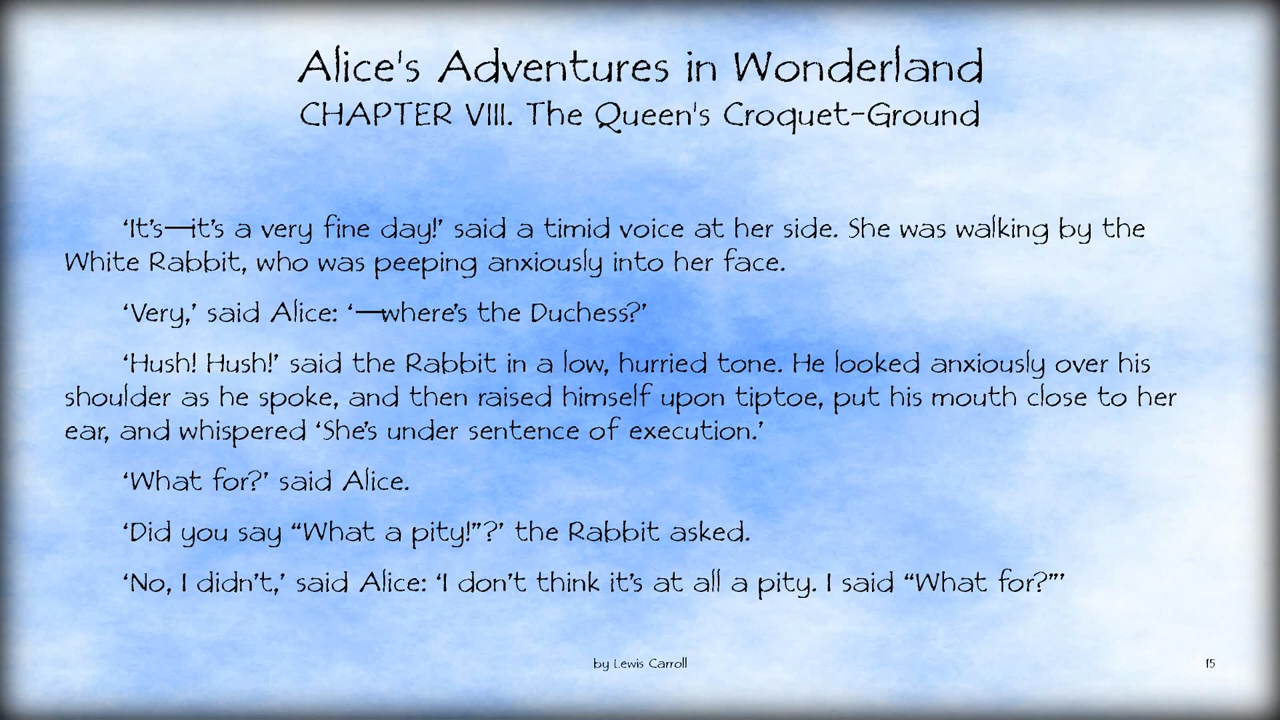 Alice's Adventures in Wonderland
CHAPTER VIII. The Queen's Croquet-Ground
‘It’s—it’s a very fine day!’ said a timid voice at her side. She was walking by the
White Rabbit, who was peeping anxiously into her face.
‘Very,’ said Alice: ‘—where’s the Duchess?’
‘Hush! Hush!’ said the Rabbit in a low, hurried tone. He looked anxiously over his
shoulder as he spoke, and then raised himself upon tiptoe, put his mouth close to her
ear, and whispered ‘She’s under sentence of execution.’
‘What for?’ said Alice.
‘Did you say “What a pity!”?’ the Rabbit asked.
‘No, I didn’t,’ said Alice: ‘I don’t think it’s at all a pity. I said “What for?”’
by Lewis Carroll
15